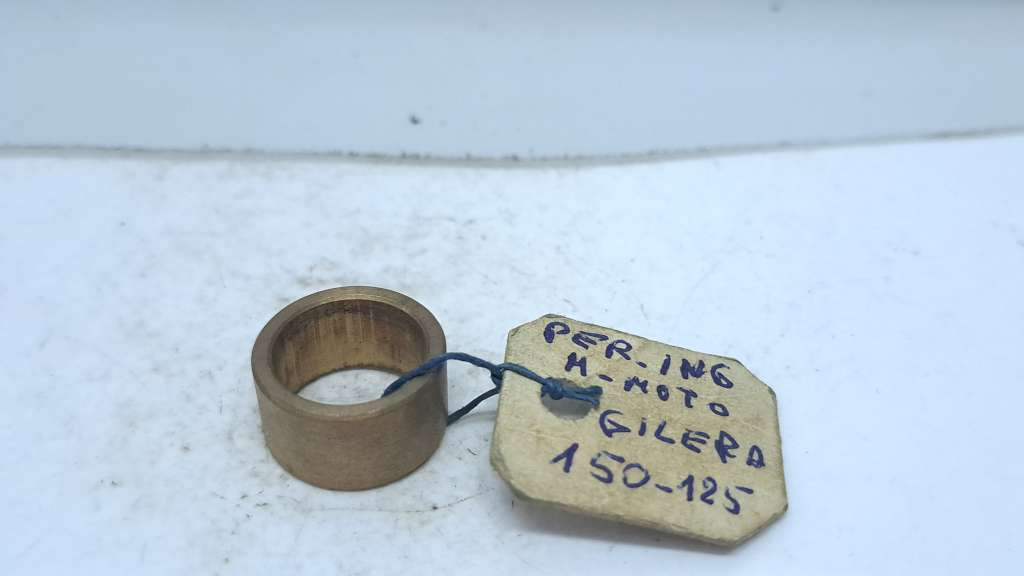 PER-ING
M-MOTO
GILERA
150-125